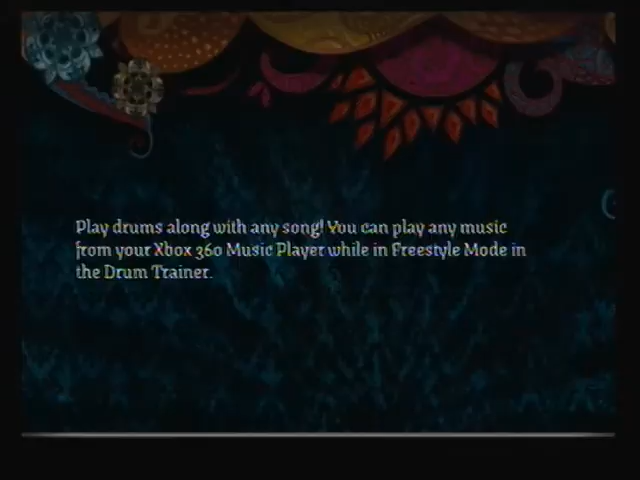 Play drums along with any song! You can play any music
from your Xbox 360 Music Player while in Freestyle Mode in
the Drum Trainer.